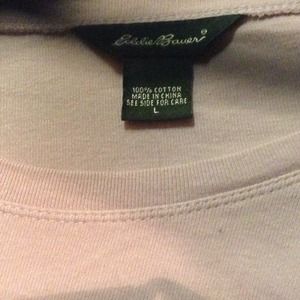 Eddie Bauer®
100% COTTON
MADE IN CHINA
SEE SIDE FOR CARE
L